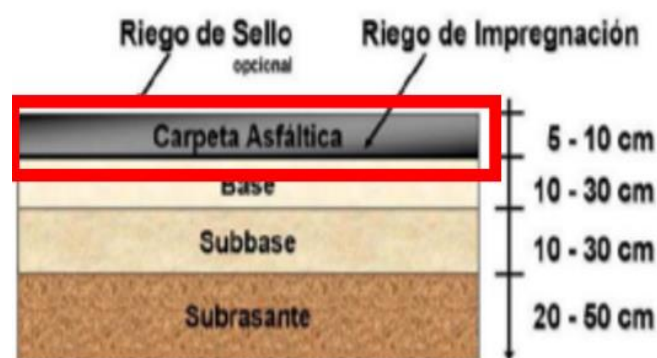 Riego de Sello
opcional
Riego de Impregnación
Carpeta Asfáltica
5 - 10 cm
Base
10 - 30 cm
Subbase
10 - 30 cm
Subrasante
20 - 50 cm